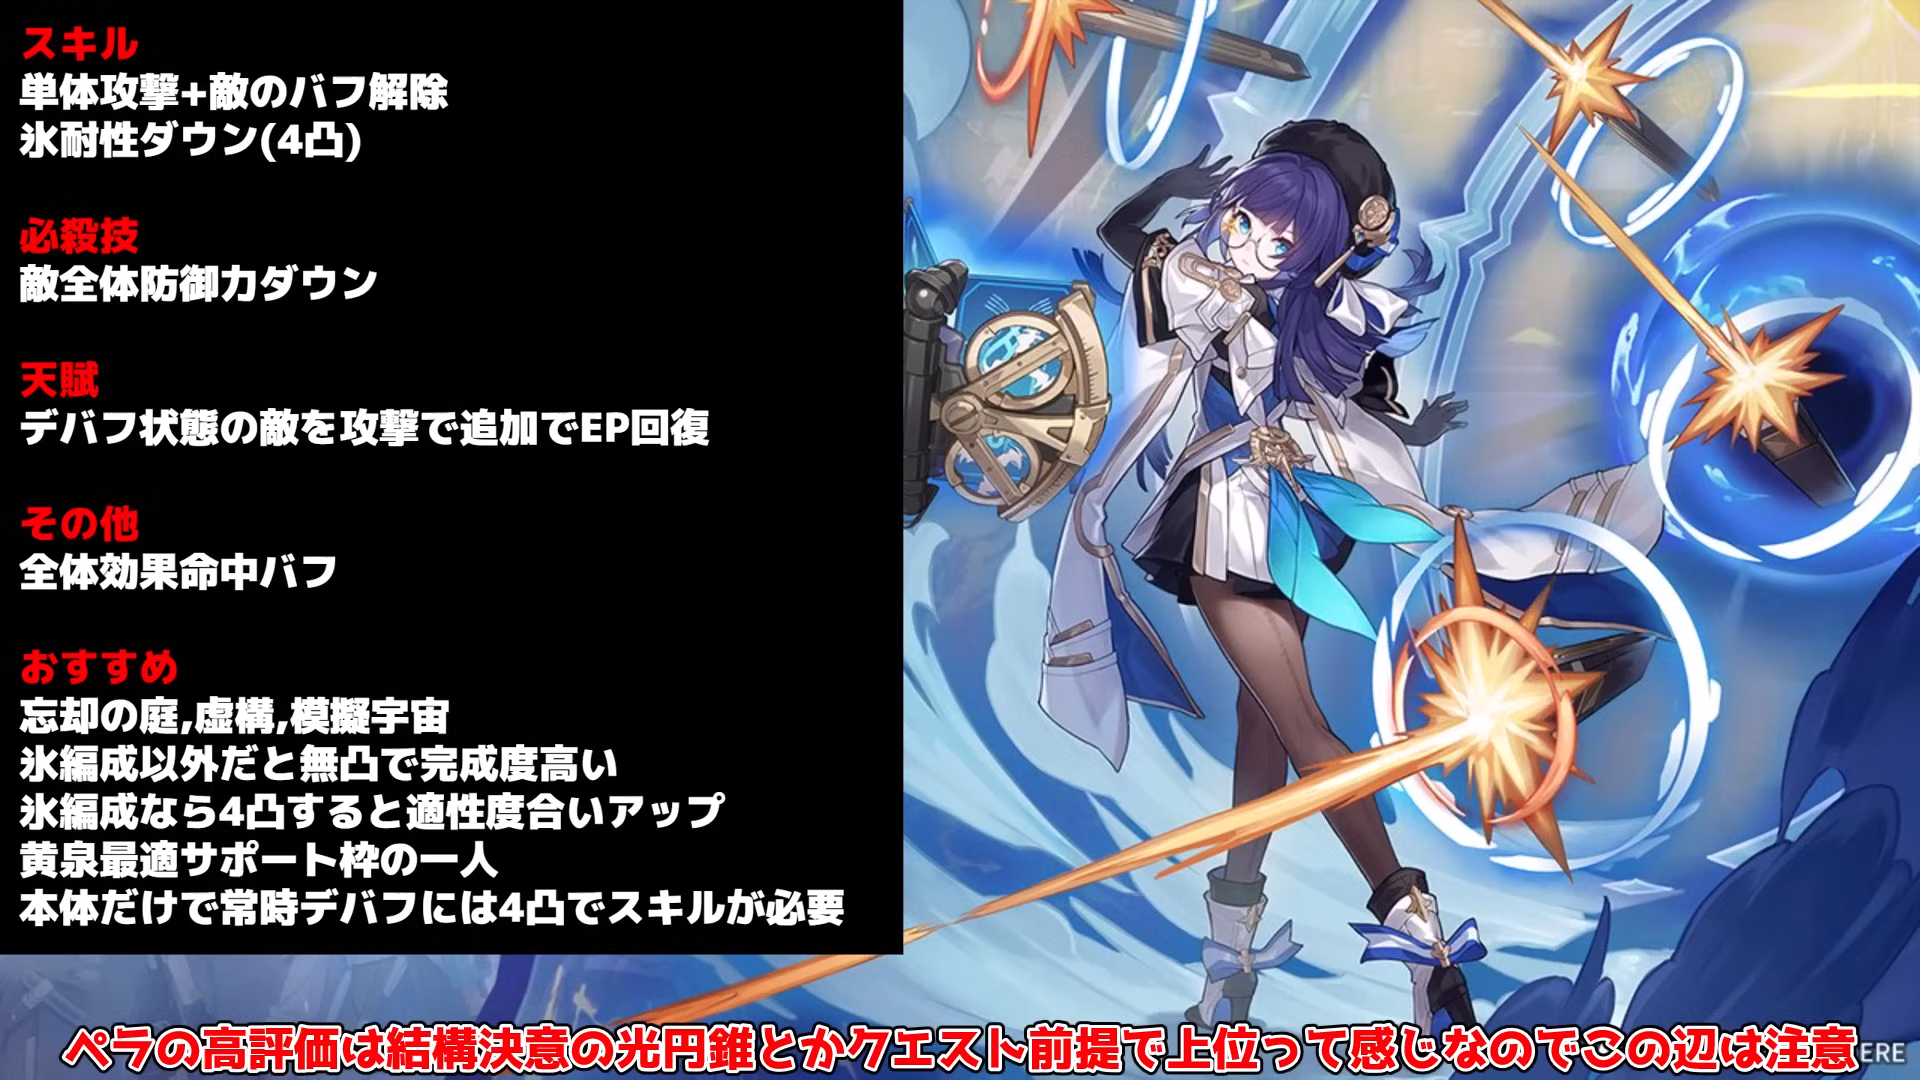 スキル
単体攻撃+敵のバフ解除
氷耐性ダウン(4凸)
必殺技
敵全体防御力ダウン
天賦
デバフ状態の敵を攻撃で追加でEP回復
その他
全体効果命中バフ
おすすめ
忘却の庭,虚構,模擬宇宙
氷編成以外だと無凸で完成度高い
氷編成なら4凸すると適性度合いアップ
黄泉最適サポート枠の一人
本体だけで常時デバフには4凸でスキルが必要
ペラの高評価は結構決意の光円錐とかクエスト前提で上位って感じなのでこの辺は注意
ERE